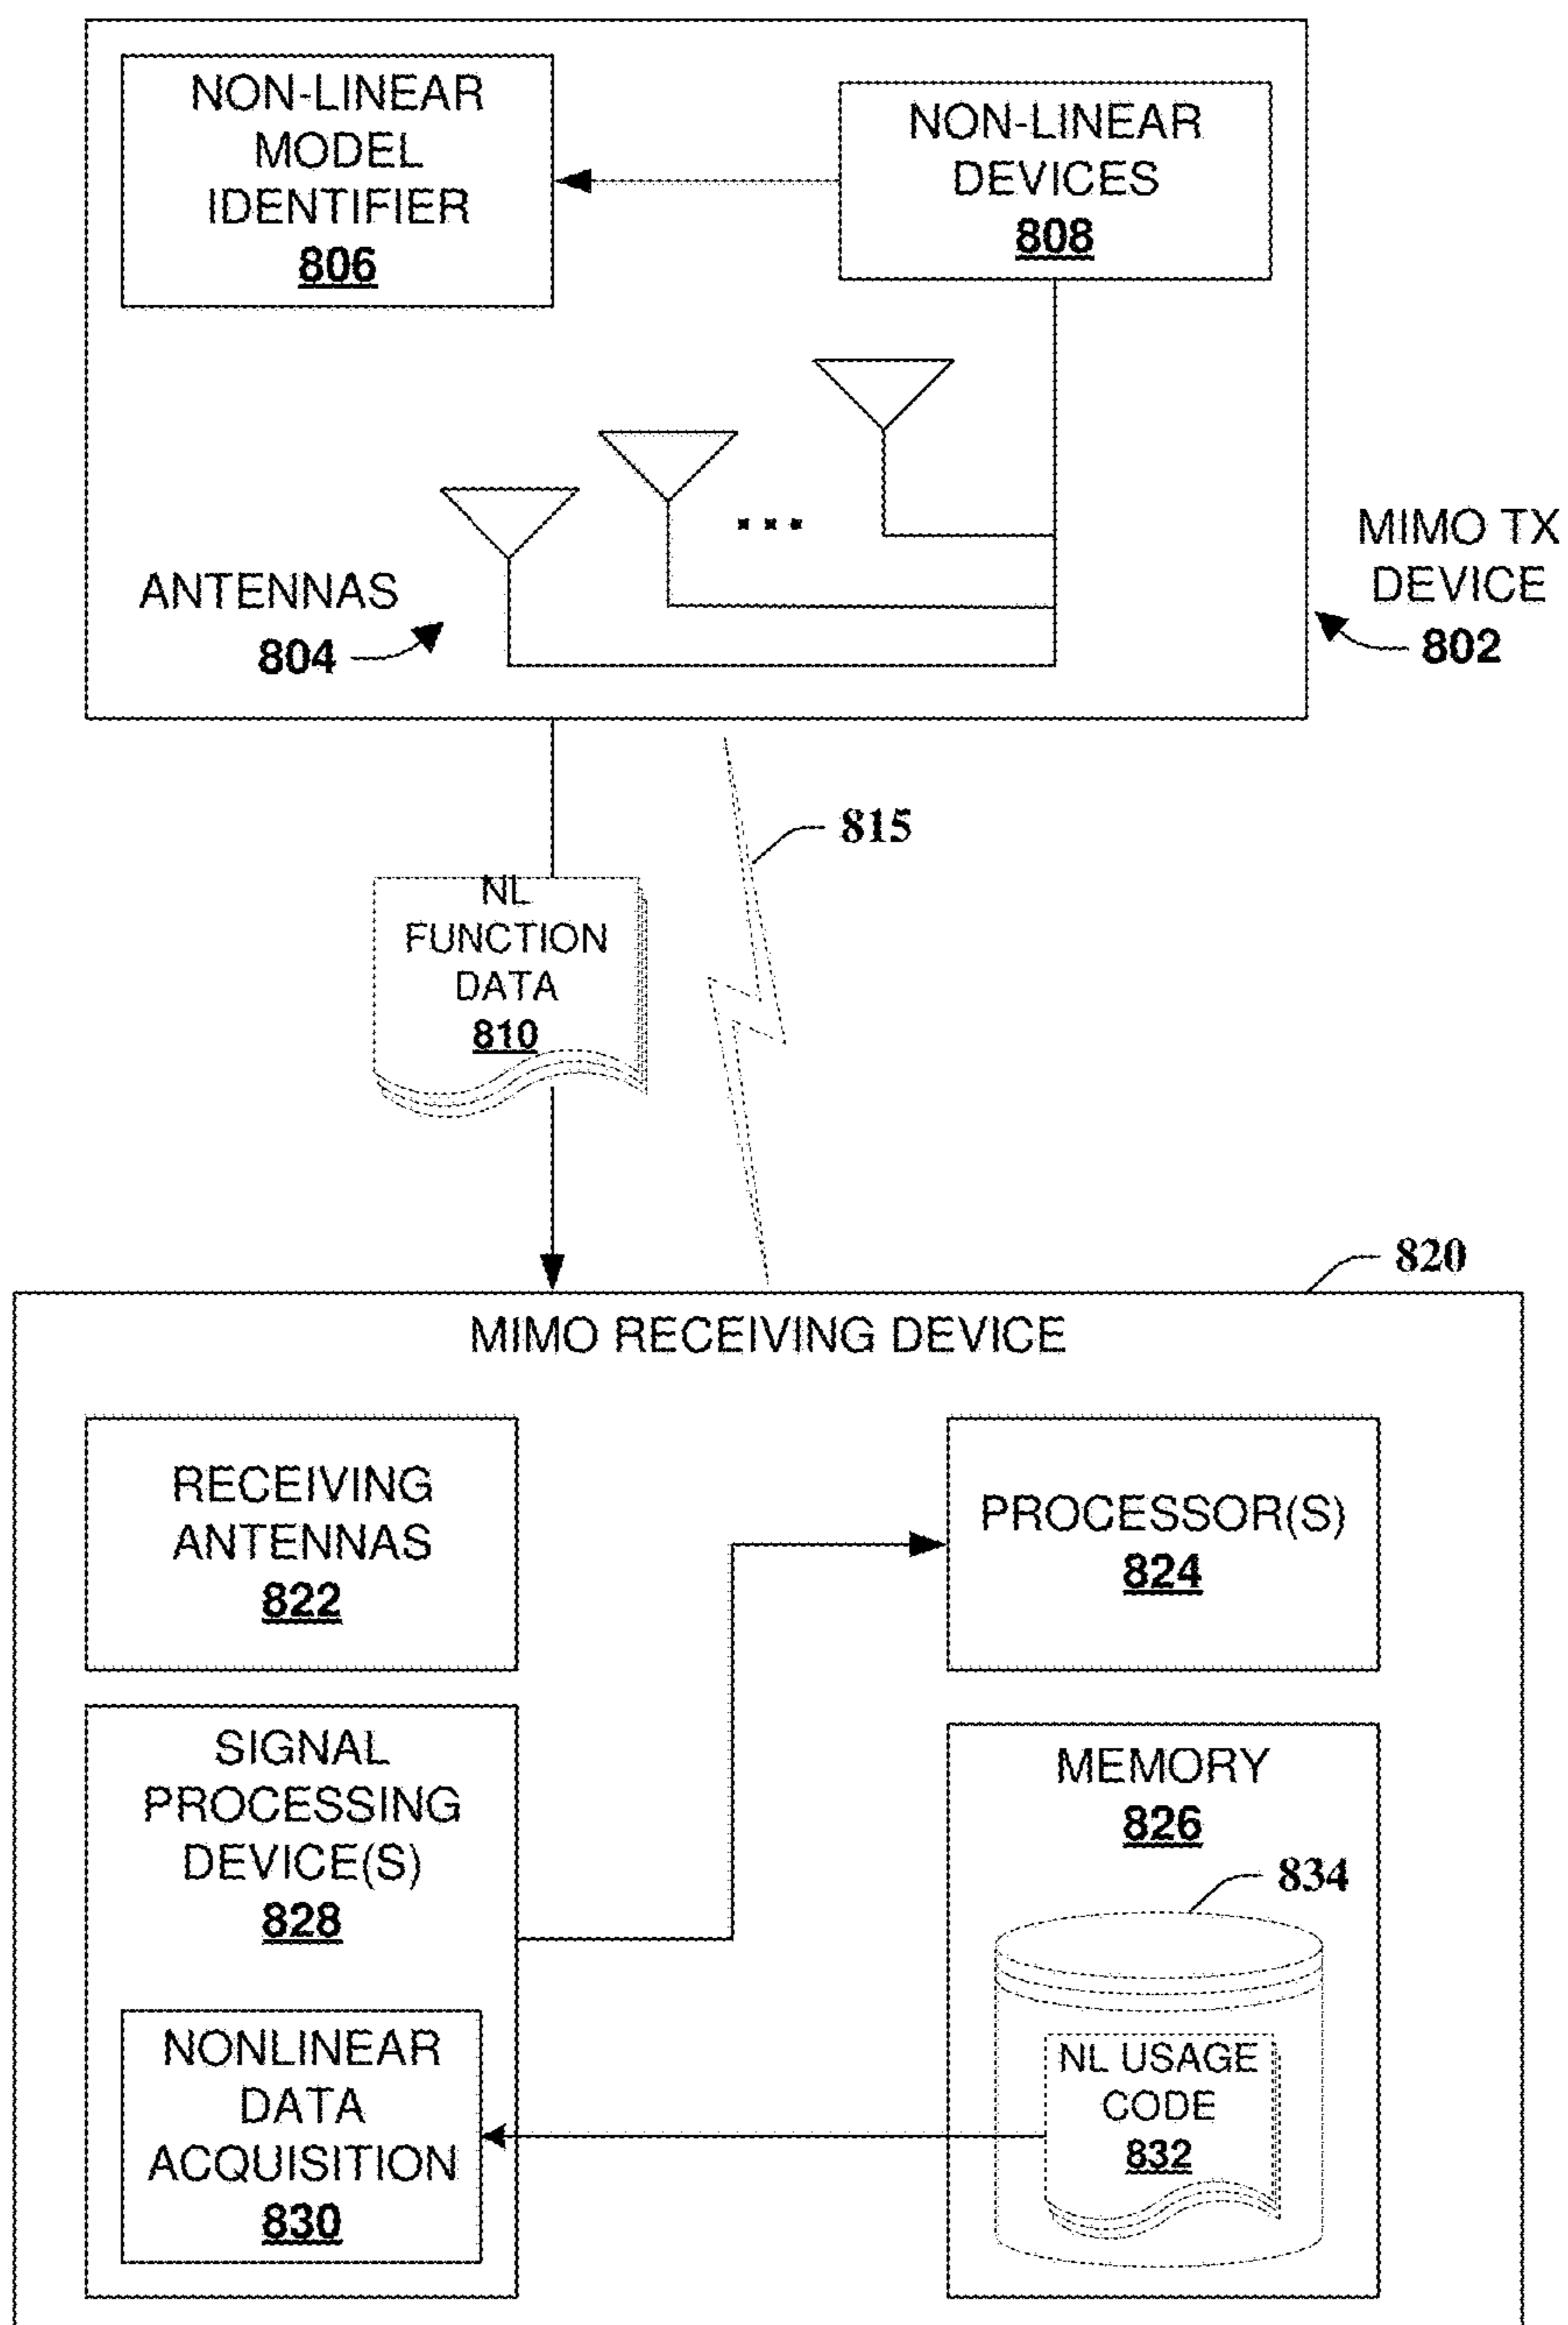 NON-LINEAR
MODEL
IDENTIFIER
806
NON-LINEAR
DEVICES
808
ANTENNAS
804
MIMO TX
DEVICE
802
815
NL
FUNCTION
DATA
810
820
MIMO RECEIVING DEVICE
RECEIVING
ANTENNAS
822
PROCESSOR(S)
824
SIGNAL
PROCESSING
DEVICE(S)
828
NONLINEAR
DATA
ACQUISITION
830
MEMORY
826
834
NL USAGE
CODE
832